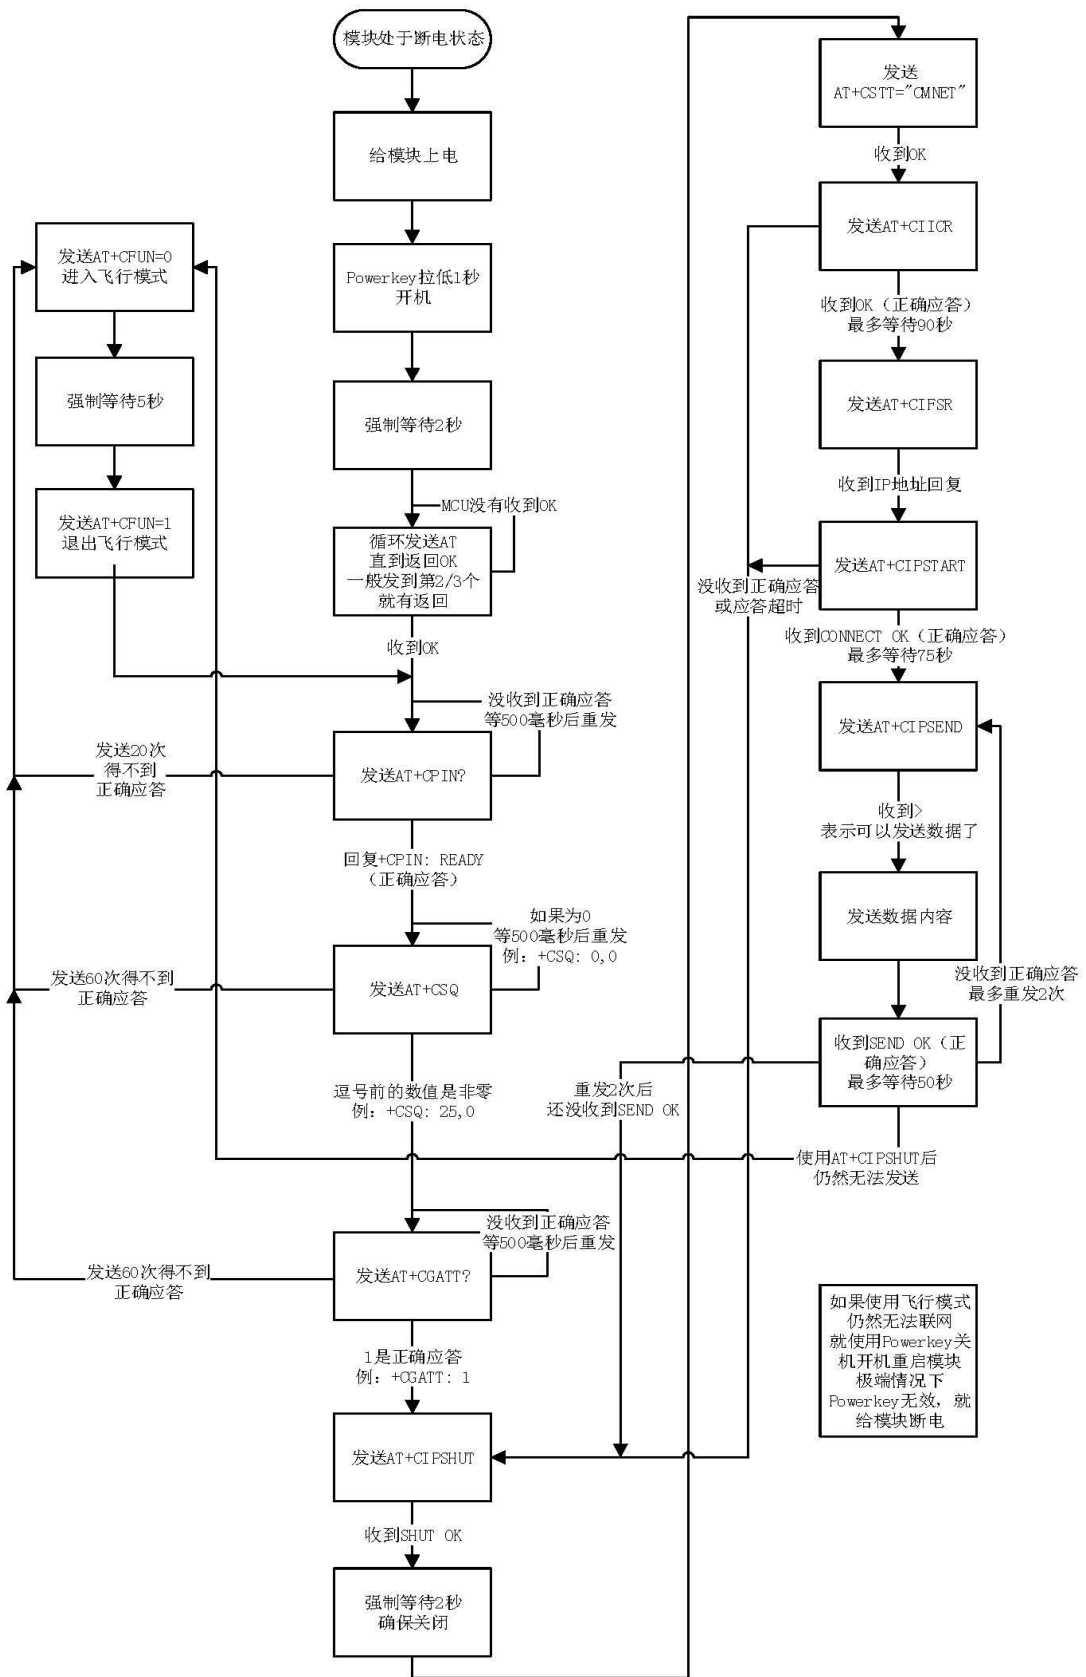 模块处于断电状态
给模块上电
Powerkey拉低1秒
开机
强制等待2秒
MCU没有收到OK
循环发送AT
直到返回OK
一般发到第2/3个
就有返回
收到OK
发送AT+CFUN=0
进入飞行模式
强制等待5秒
发送AT+CFUN=1
退出飞行模式
没收到正确应答
等500毫秒后重发
发送AT+CPIN?
发送20次
得不到
正确应答
回复+CPIN: READY
（正确应答）
如果为0
等500毫秒后重发
例：+CSQ: 0,0
发送AT+CSQ
发送60次得不到
正确应答
逗号前的数值是非零
例：+CSQ: 25,0
没收到正确应答
等500毫秒后重发
发送AT+CGATT?
发送60次得不到
正确应答
1是正确应答
例：+CGATT: 1
发送AT+CIPSHUT
收到SHUT OK
强制等待2秒
确保关闭
发送
AT+CSTT="CMNET"
收到OK
发送AT+CIICR
收到OK（正确应答）
最多等待90秒
发送AT+CIFSR
收到IP地址回复
发送AT+CIPSTART
没收到正确应答
或应答超时
收到CONNECT OK（正确应答）
最多等待75秒
发送AT+CIPSEND
收到>
表示可以发送数据了
发送数据内容
没收到正确应答
最多重发2次
收到SEND OK（正
确应答）
最多等待50秒
重发2次后
还没收到SEND OK
使用AT+CIPSHUT后
仍然无法发送
如果使用飞行模式
仍然无法联网
就使用Powerkey关
机开机重启模块
极端情况下
Powerkey无效，就
给模块断电